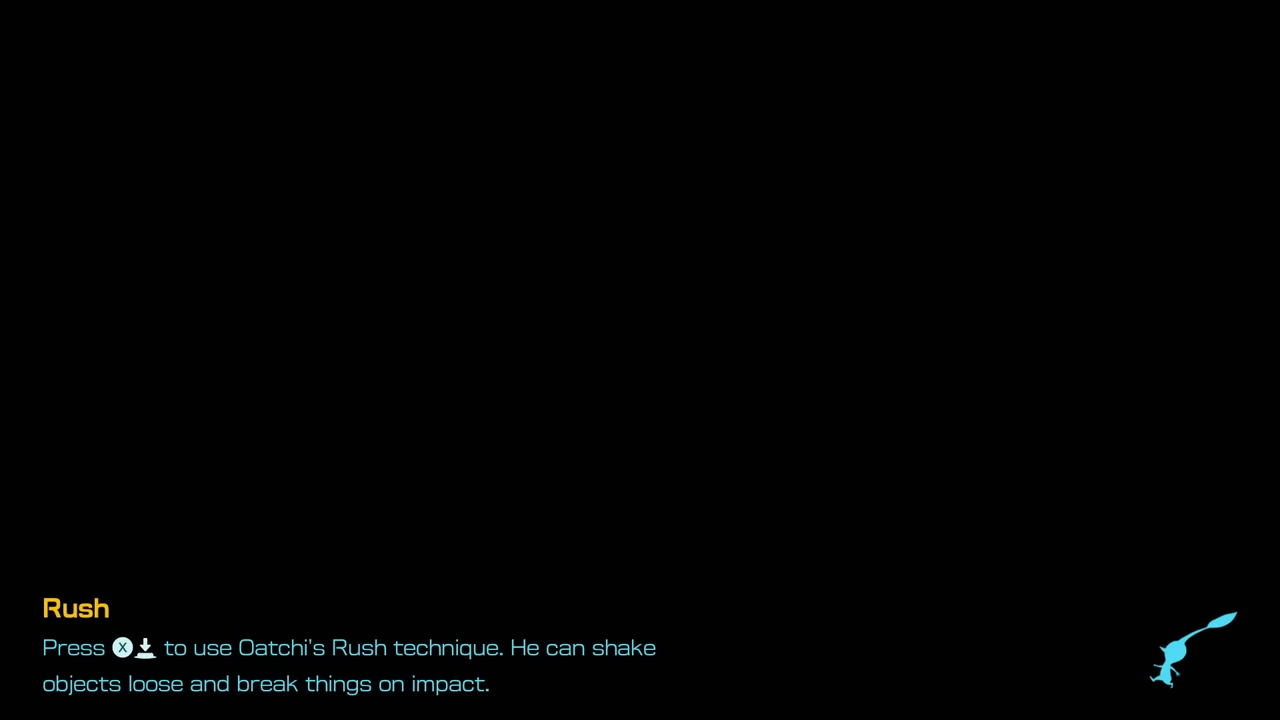 Rush
Press X to use Oatchi's Rush technique. He can shake
objects loose and break things on impact.